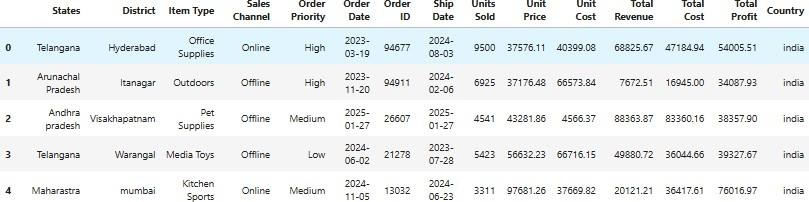 States District Item Type Sales Channel Order Priority Order Date Order ID Ship Date Units Sold Unit Price Unit Cost Total Revenue Total Cost Total Profit Country
0 Telangana Hyderabad Office Supplies Online High 2023-03-19 94677 2024-08-03 9500 37576.11 40399.08 68825.67 47184.94 54005.51 india
1 Arunachal Pradesh Itanagar Outdoors Offline High 2023-11-20 94911 2024-02-06 6925 37176.48 66573.84 7672.51 16945.00 34087.93 india
2 Andhra pradesh Visakhapatnam Pet Supplies Offline Medium 2025-01-27 26607 2025-01-27 4541 43281.86 4566.37 88363.87 83360.16 38357.90 india
3 Telangana Warangal Media Toys Offline Low 2024-06-02 21278 2023-07-28 5423 56632.23 66716.15 49880.72 36044.66 39327.67 india
4 Maharastra mumbai Kitchen Sports Online Medium 2024-11-05 13032 2024-06-23 3311 97681.26 37669.82 20121.21 36417.61 76016.97 india